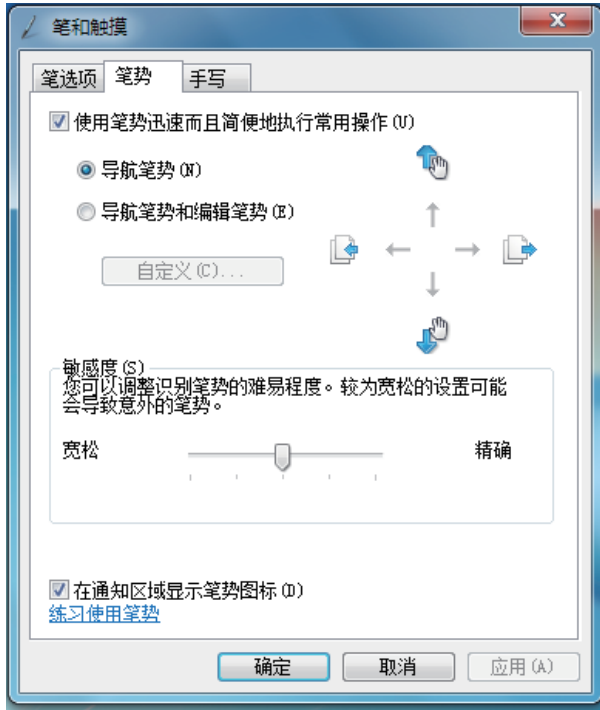 笔和触摸
笔选项 笔势 手写
使用笔势迅速而且简便地执行常用操作(U)
导航笔势(N)
导航笔势和编辑笔势(E)
自定义(C)...
敏感度(S)
您可以调整识别笔势的难易程度。较为宽松的设置可能
会导致意外的笔势。
宽松 精确
在通知区域显示笔势图标(D)
练习使用笔势
确定 取消 应用(A)